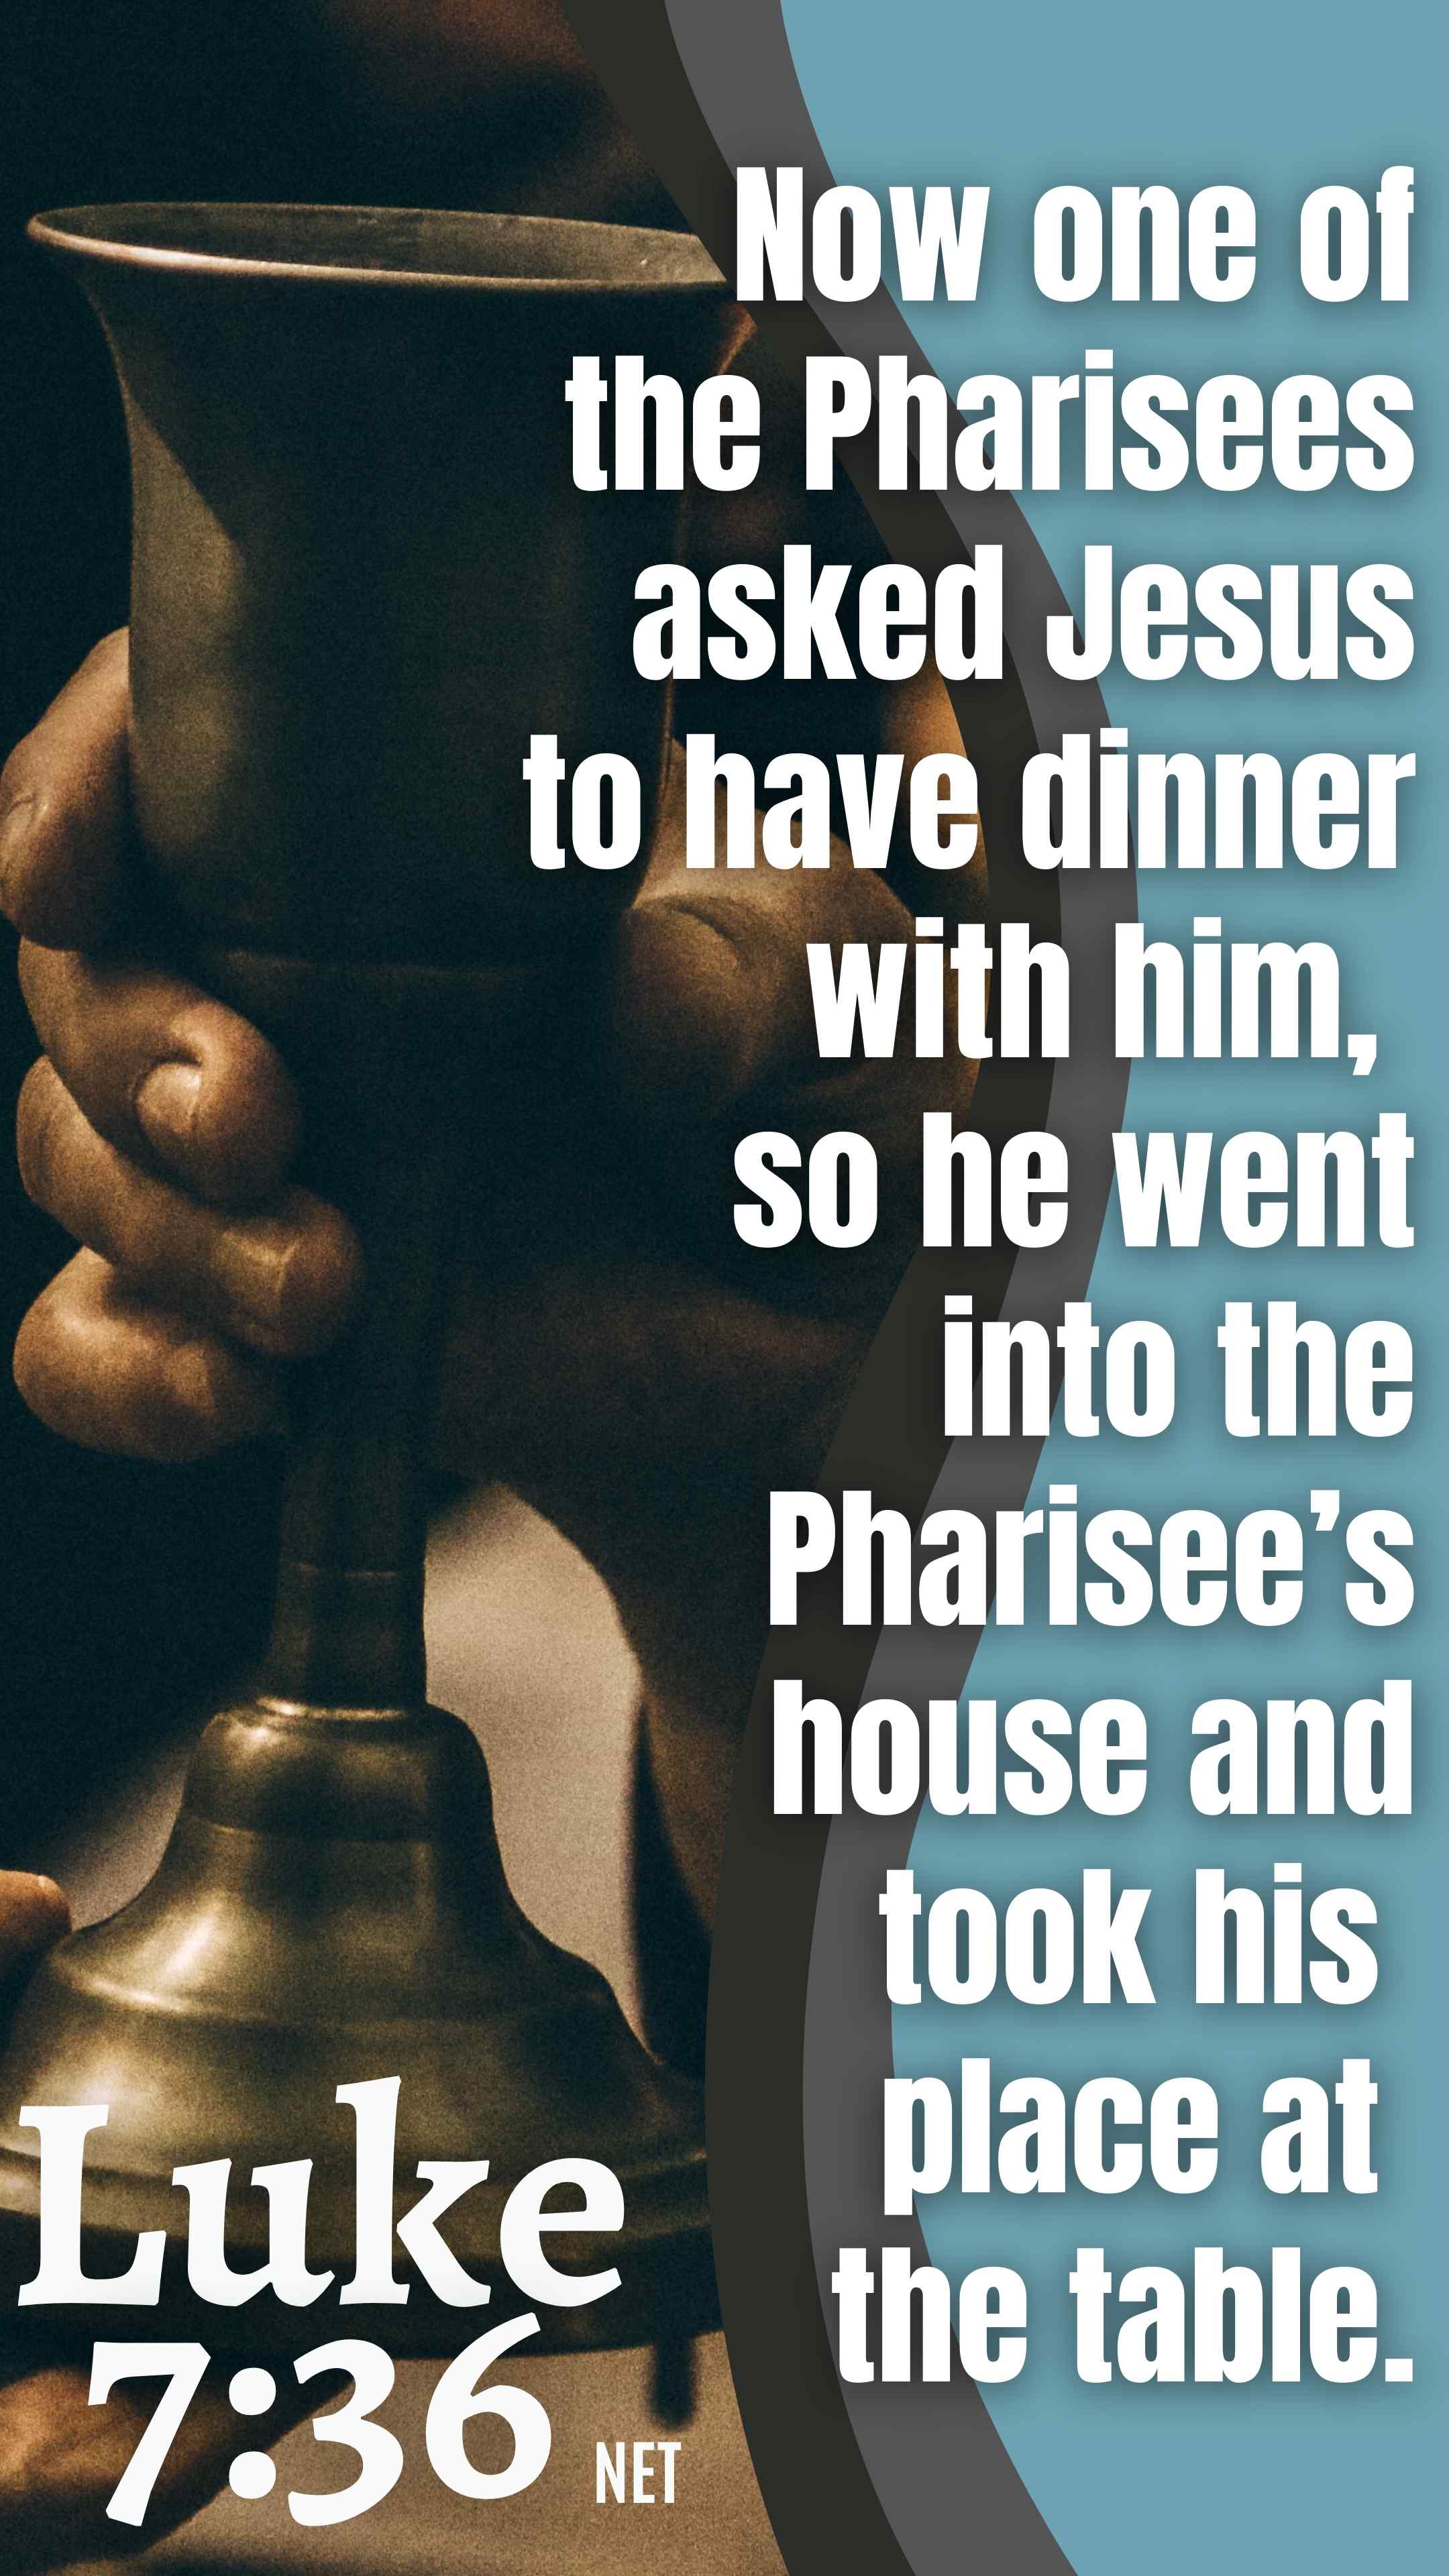 Now one of
the Pharisees
asked Jesus
to have dinner
with him,
so he went
into the
Pharisee’s
house and
took his
place at
the table.
Luke
7:36
NET